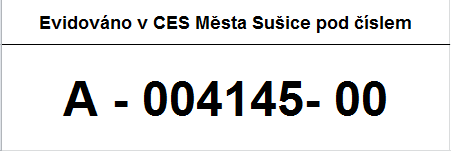 Evidováno v CES Města Sušice pod číslem
A - 004145- 00